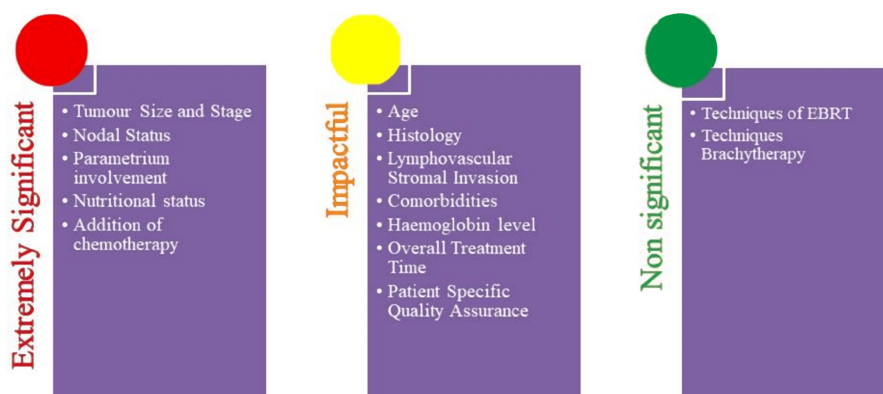 Extremely Significant
• Tumour Size and Stage
• Nodal Status
• Parametrium
involvement
• Nutritional status
• Addition of
chemotherapy
Impactful
• Age
• Histology
• Lymphovascular
Stromal Invasion
• Comorbidities
• Haemoglobin level
• Overall Treatment
Time
• Patient Specific
Quality Assurance
Non significant
• Techniques of EBRT
• Techniques
Brachytherapy